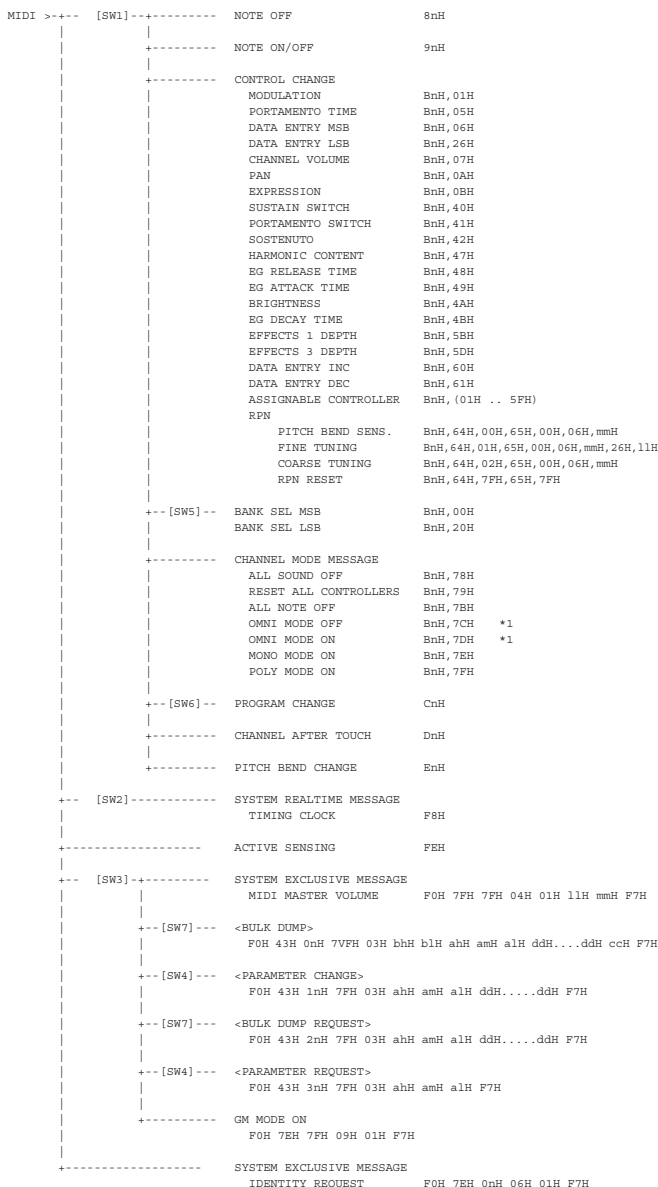 MIDI >-+-- [SW1]--+--------- NOTE OFF 8nH
+--------- NOTE ON/OFF 9nH
+--------- CONTROL CHANGE
MODULATION BnH,01H
PORTAMENTO TIME BnH,05H
DATA ENTRY MSB BnH,06H
DATA ENTRY LSB BnH,26H
CHANNEL VOLUME BnH,07H
PAN BnH,0AH
EXPRESSION BnH,0BH
SUSTAIN SWITCH BnH,40H
PORTAMENTO SWITCH BnH,41H
SOSTENUTO BnH,42H
HARMONIC CONTENT BnH,47H
EG RELEASE TIME BnH,48H
EG ATTACK TIME BnH,49H
BRIGHTNESS BnH,4AH
EG DECAY TIME BnH,4BH
EFFECTS 1 DEPTH BnH,5BH
EFFECTS 3 DEPTH BnH,5DH
DATA ENTRY INC BnH,60H
DATA ENTRY DEC BnH,61H
ASSIGNABLE CONTROLLER BnH,(01H .. 5FH)
RPN
PITCH BEND SENS. BnH,64H,00H,65H,00H,06H,mmH
FINE TUNING BnH,64H,01H,65H,00H,06H,mmH,26H,llH
COARSE TUNING BnH,64H,02H,65H,00H,06H,mmH
RPN RESET BnH,64H,7FH,65H,7FH
+--[SW5]-- BANK SEL MSB BnH,00H
BANK SEL LSB BnH,20H
+--------- CHANNEL MODE MESSAGE
ALL SOUND OFF BnH,78H
RESET ALL CONTROLLERS BnH,79H
ALL NOTE OFF BnH,7BH
OMNI MODE OFF BnH,7CH *1
OMNI MODE ON BnH,7DH *1
MONO MODE ON BnH,7EH
POLY MODE ON BnH,7FH
+--[SW6]-- PROGRAM CHANGE CnH
+--------- CHANNEL AFTER TOUCH DnH
+--------- PITCH BEND CHANGE EnH
+-- [SW2]------------ SYSTEM REALTIME MESSAGE
TIMING CLOCK F8H
+------------------ ACTIVE SENSING FEH
+-- [SW3]-+--------- SYSTEM EXCLUSIVE MESSAGE
MIDI MASTER VOLUME F0H 7FH 7FH 04H 01H llH mmH F7H
+--[SW7]--- <BULK DUMP>
F0H 43H 0nH 7VFH 03H bhH blH ahH amH alH ddH....ddH ccH F7H
+--[SW4]--- <PARAMETER CHANGE>
F0H 43H 1nH 7FH 03H ahH amH alH ddH.....ddH F7H
+--[SW7]--- <BULK DUMP REQUEST>
F0H 43H 2nH 7FH 03H ahH amH alH ddH.....ddH F7H
+--[SW4]--- <PARAMETER REQUEST>
F0H 43H 3nH 7FH 03H ahH amH alH F7H
+---------- GM MODE ON
F0H 7EH 7FH 09H 01H F7H
+------------------ SYSTEM EXCLUSIVE MESSAGE
IDENTITY REQUEST F0H 7EH 0nH 06H 01H F7H